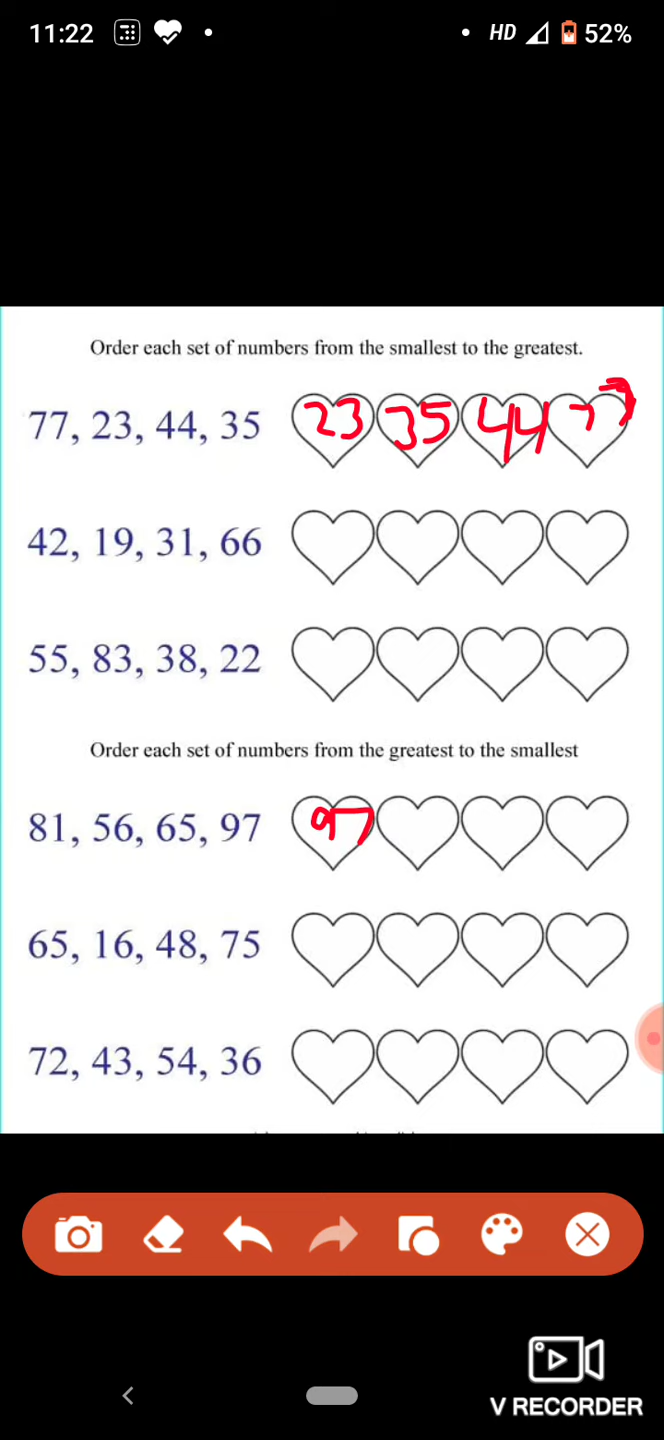 11:22 HD 52%
Order each set of numbers from the smallest to the greatest.
77, 23, 44, 35 23 35 44 77
42, 19, 31, 66
55, 83, 38, 22
Order each set of numbers from the greatest to the smallest
81, 56, 65, 97 97
65, 16, 48, 75
72, 43, 54, 36
V RECORDER